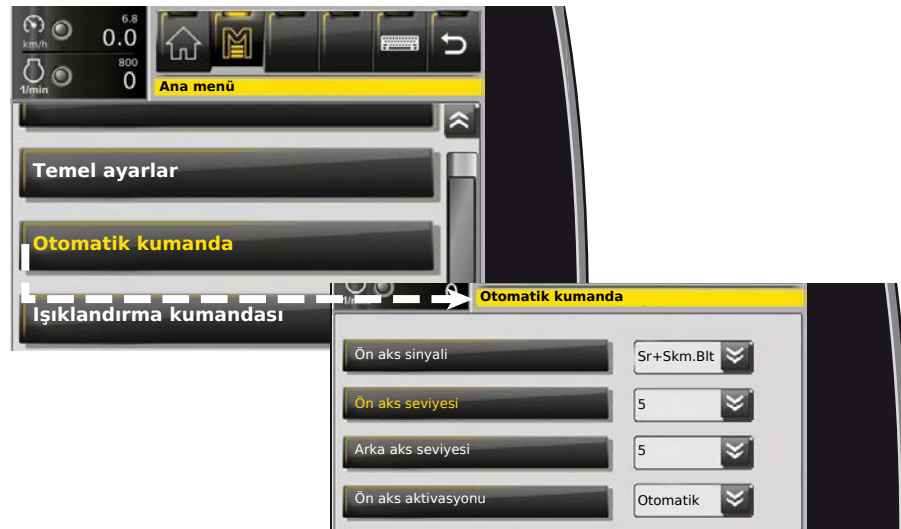 6.8
km/h 0.0
800
1/min 0
Ana menü
Temel ayarlar
Otomatik kumanda
Işıklandırma kumandası
Otomatik kumanda
Ön aks sinyali Sr+Skm.Blt
Ön aks seviyesi 5
Arka aks seviyesi 5
Ön aks aktivasyonu Otomatik